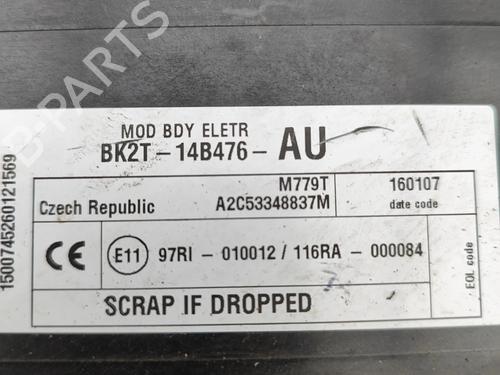 MOD BDY ELETR
BK2T-14B476-AU
M779T 160107
Czech Republic A2C53348837M date code
CE E11 97RI - 010012 / 116RA - 000084
SCRAP IF DROPPED
EOL code
1500745260121569
B-PARTS